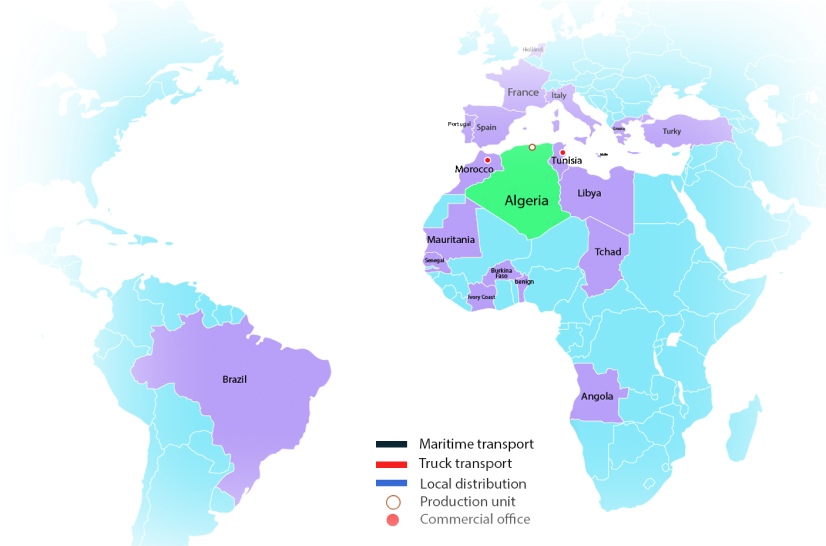 Holland
France
Italy
Portugal
Spain
Greece
Turky
Malte
Morocco
Tunisia
Algeria
Libya
Mauritania
Tchad
Senegal
Burkina
Faso
benign
Ivory Coast
Brazil
Angola
Maritime transport
Truck transport
Local distribution
Production unit
Commercial office